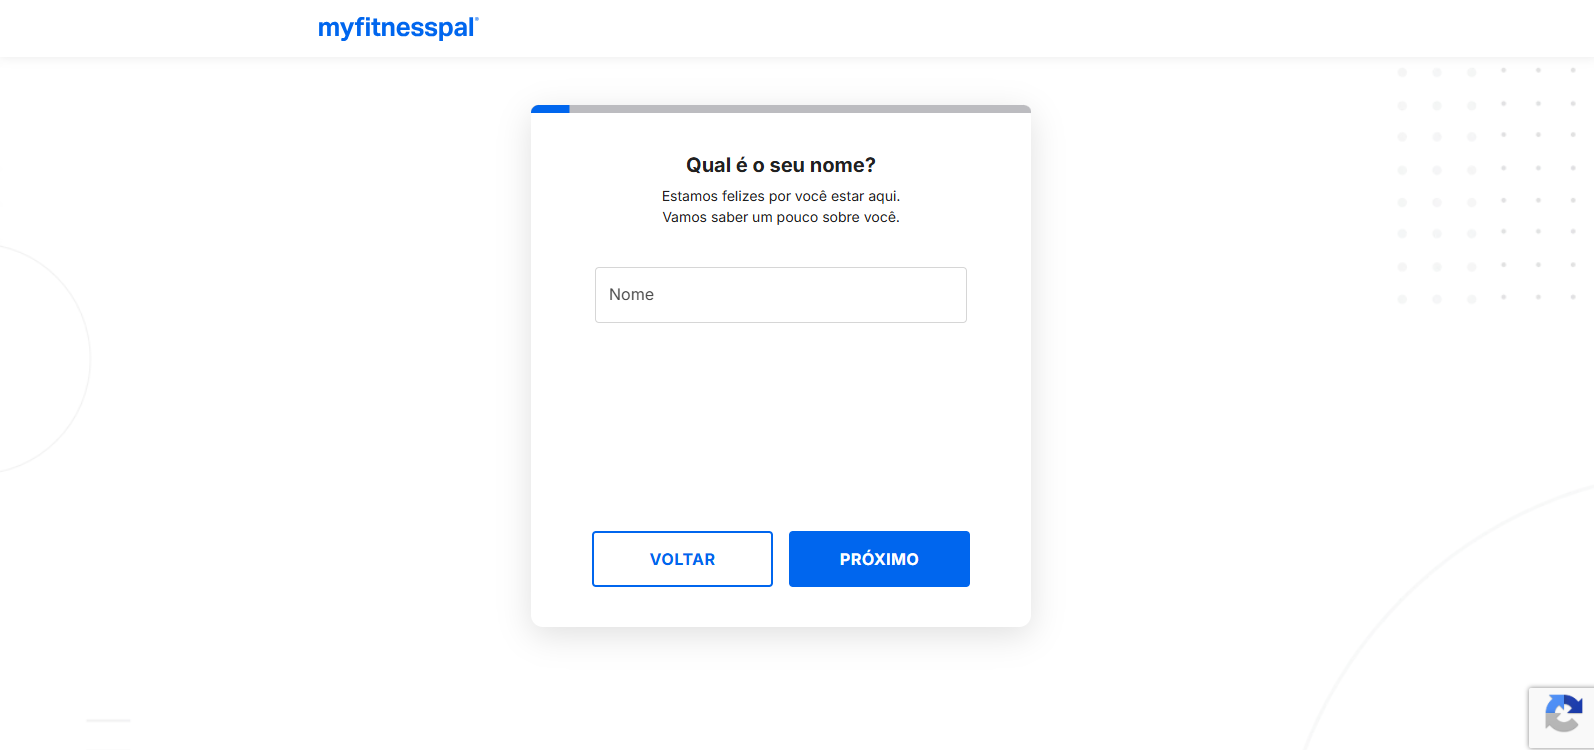 myfitnesspal
Qual é o seu nome?
Estamos felizes por você estar aqui.
Vamos saber um pouco sobre você.
Nome
VOLTAR
PRÓXIMO